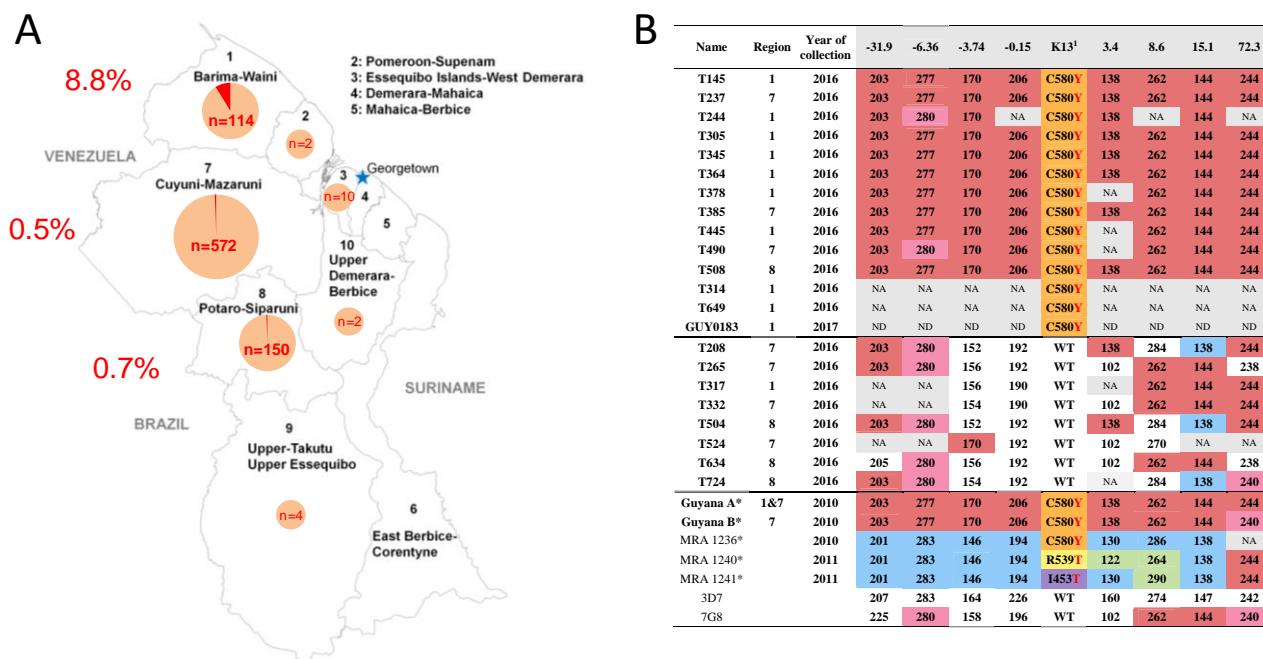 A
1
Barima-Waini
8.8%
n=114
2: Pomeroon-Supenam
3: Essequibo Islands-West Demerara
4: Demerara-Mahaica
5: Mahaica-Berbice
2
n=2
VENEZUELA
7
Cuyuni-Mazaruni
Georgetown
3
n=10
4
5
0.5%
n=572
10
Upper
Demerara-
Berbice
n=2
8
Potaro-Siparuni
n=150
0.7%
SURINAME
BRAZIL
9
Upper-Takutu
Upper Essequibo
n=4
6
East Berbice-
Corentyne
B
Name Region Year of collection -31.9 -6.36 -3.74 -0.15 K13¹ 3.4 8.6 15.1 72.3
T145 1 2016 203 277 170 206 C580Y 138 262 144 244
T237 7 2016 203 277 170 206 C580Y 138 262 144 244
T244 1 2016 203 280 170 NA C580Y 138 NA 144 NA
T305 1 2016 203 277 170 206 C580Y 138 262 144 244
T345 1 2016 203 277 170 206 C580Y 138 262 144 244
T364 1 2016 203 277 170 206 C580Y 138 262 144 244
T378 1 2016 203 277 170 206 C580Y NA 262 144 244
T385 7 2016 203 277 170 206 C580Y 138 262 144 244
T445 1 2016 203 277 170 206 C580Y NA 262 144 244
T490 7 2016 203 280 170 206 C580Y NA 262 144 244
T508 8 2016 203 277 170 206 C580Y 138 262 144 244
T314 1 2016 NA NA NA NA C580Y NA NA NA NA
T649 1 2016 NA NA NA NA C580Y NA NA NA NA
GUY0183 1 2017 ND ND ND ND C580Y ND ND ND ND
T208 7 2016 203 280 152 192 WT 138 284 138 244
T265 7 2016 203 280 156 192 WT 102 262 144 238
T317 1 2016 NA NA 156 190 WT NA 262 144 244
T332 7 2016 NA NA 154 190 WT 102 262 144 244
T504 8 2016 203 280 152 192 WT 138 284 138 244
T524 7 2016 NA NA 170 192 WT 102 270 NA NA
T634 8 2016 205 280 156 192 WT 102 262 144 238
T724 8 2016 203 280 154 192 WT NA 284 138 240
Guyana A* 1&7 2010 203 277 170 206 C580Y 138 262 144 244
Guyana B* 7 2010 203 277 170 206 C580Y 138 262 144 240
MRA 1236* 2010 201 283 146 194 C580Y 130 286 138 NA
MRA 1240* 2011 201 283 146 194 R539T 122 264 138 244
MRA 1241* 2011 201 283 146 194 I453T 130 290 138 244
3D7 207 283 164 226 WT 160 274 147 242
7G8 225 280 158 196 WT 102 262 144 240